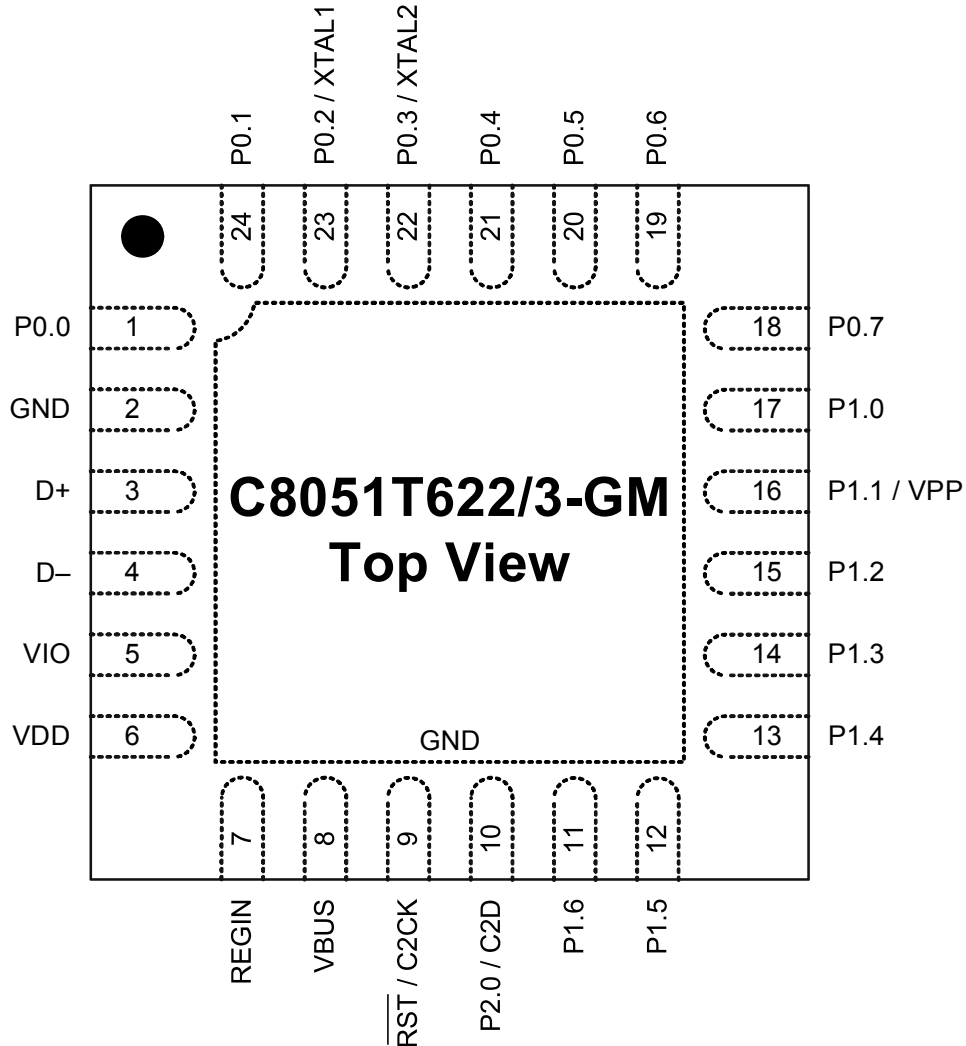 P0.1
P0.2 / XTAL1
P0.3 / XTAL2
P0.4
P0.5
P0.6
24
23
22
21
20
19
P0.0
1
GND
2
D+
3
D–
4
VIO
5
VDD
6
C8051T622/3-GM
Top View
GND
18
P0.7
17
P1.0
16
P1.1 / VPP
15
P1.2
14
P1.3
13
P1.4
7
8
9
10
11
12
REGIN
VBUS
R̅S̅T̅ / C2CK
P2.0 / C2D
P1.6
P1.5